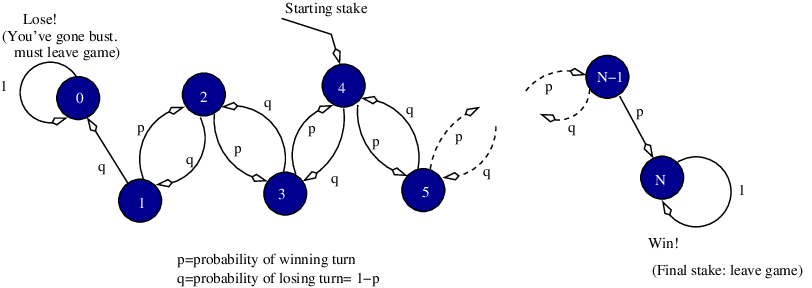 Starting stake
Lose!
(You've gone bust.
must leave game)
1
0
q
1
p
q
2
p
q
3
p
q
4
p
q
5
p
q
p
q
N−1
p
N
1
Win!
(Final stake: leave game)
p=probability of winning turn
q=probability of losing turn= 1−p